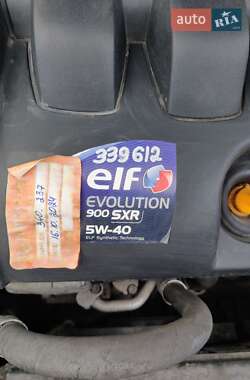 AUTO RIA
339 612
elf
EVOLUTION
900 SXR
5W-40
ELF Synthetic Technology